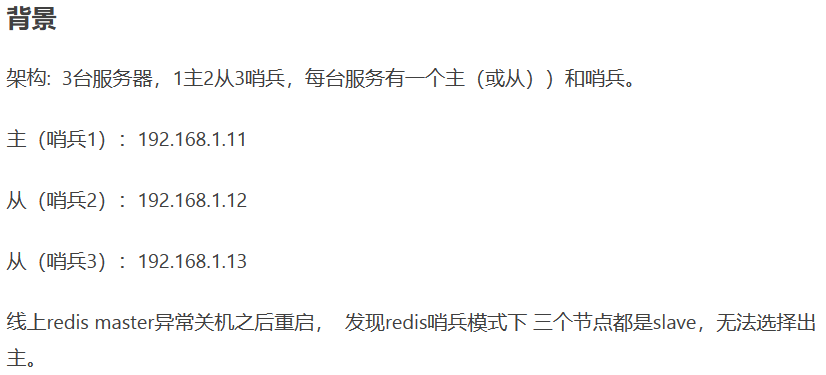 背景
架构:  3台服务器，1主2从3哨兵，每台服务有一个主（或从））和哨兵。
主（哨兵1）：192.168.1.11
从（哨兵2）：192.168.1.12
从（哨兵3）：192.168.1.13
线上redis master异常关机之后重启，  发现redis哨兵模式下 三个节点都是slave，无法选择出
主。